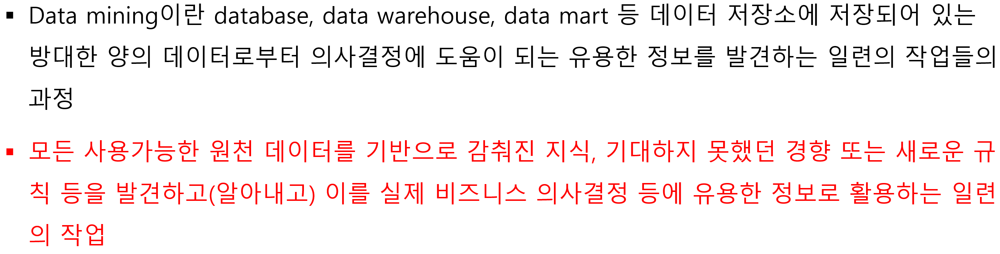 ▪ Data mining이란 database, data warehouse, data mart 등 데이터 저장소에 저장되어 있는
방대한 양의 데이터로부터 의사결정에 도움이 되는 유용한 정보를 발견하는 일련의 작업들의
과정
▪ 모든 사용가능한 원천 데이터를 기반으로 감춰진 지식, 기대하지 못했던 경향 또는 새로운 규
칙 등을 발견하고(알아내고) 이를 실제 비즈니스 의사결정 등에 유용한 정보로 활용하는 일련
의 작업